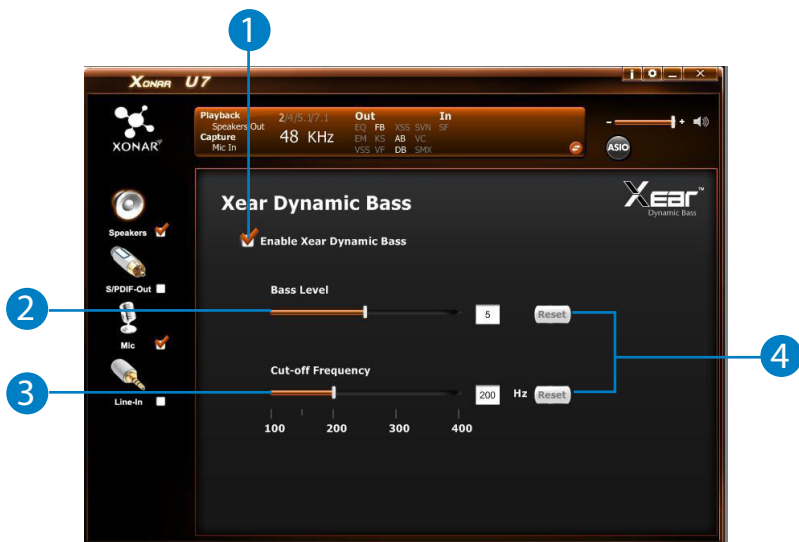 1
XONAR U7
i
Playback 2/4/5.1/7.1 Out In
Speakers Out EQ FB XSS SVN SF
Capture 48 KHz EM KS AB VC
Mic In VSS VF DB SMX
- +
XONAR®
ASIO
Xear Dynamic Bass
Xear™
Dynamic Bass
Speakers
Enable Xear Dynamic Bass
S/PDIF-Out
Bass Level
2
5 Reset
Mic
4
Cut-off Frequency
3
200 Hz Reset
Line-In
100 200 300 400